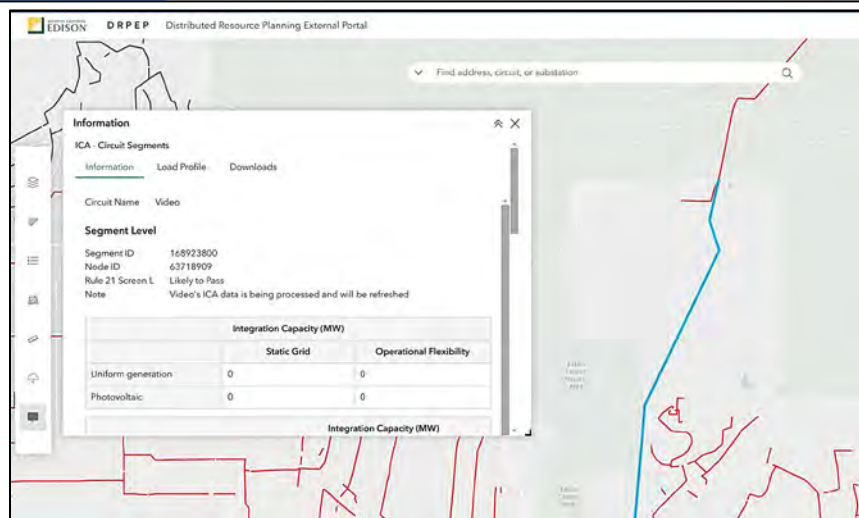 EDISON DRPEP Distributed Resource Planning External Portal
Find address, circuit, or substation
Information
ICA - Circuit Segments
Information Load Profile Downloads
Circuit Name Video
Segment Level
Segment ID 168923800
Node ID 63718909
Rule 21 Screen L Likely to Pass
Note Video's ICA data is being processed and will be refreshed
Integration Capacity (MW)
Static Grid Operational Flexibility
Uniform generation 0 0
Photovoltaic 0 0
Integration Capacity (MW)